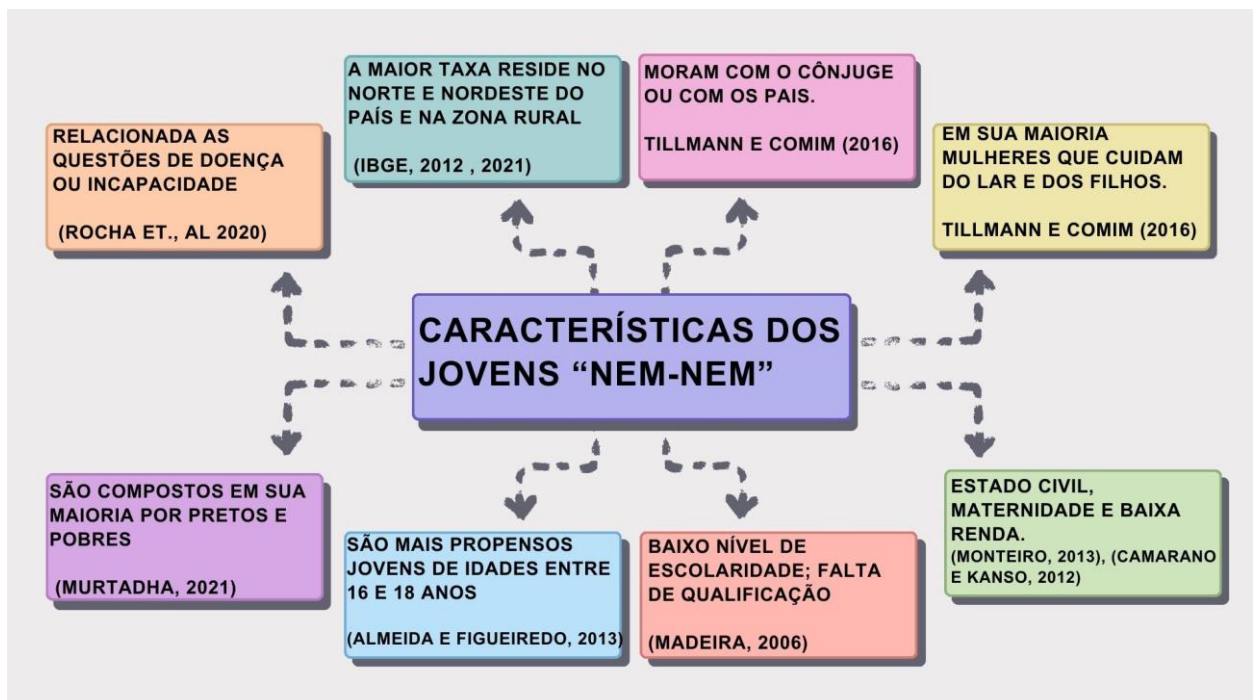 RELACIONADA AS
QUESTÕES DE DOENÇA
OU INCAPACIDADE
(ROCHA ET., AL 2020)
A MAIOR TAXA RESIDE NO
NORTE E NORDESTE DO
PAÍS E NA ZONA RURAL
(IBGE, 2012 , 2021)
MORAM COM O CÔNJUGE
OU COM OS PAIS.
TILLMANN E COMIM (2016)
EM SUA MAIORIA
MULHERES QUE CUIDAM
DO LAR E DOS FILHOS.
TILLMANN E COMIM (2016)
CARACTERÍSTICAS DOS
JOVENS “NEM-NEM”
SÃO COMPOSTOS EM SUA
MAIORIA POR PRETOS E
POBRES
(MURTADHA, 2021)
SÃO MAIS PROPENSOS
JOVENS DE IDADES ENTRE
16 E 18 ANOS
(ALMEIDA E FIGUEIREDO, 2013)
BAIXO NÍVEL DE
ESCOLARIDADE; FALTA
DE QUALIFICAÇÃO
(MADEIRA, 2006)
ESTADO CIVIL,
MATERNIDADE E BAIXA
RENDA.
(MONTEIRO, 2013), (CAMARANO
E KANSO, 2012)